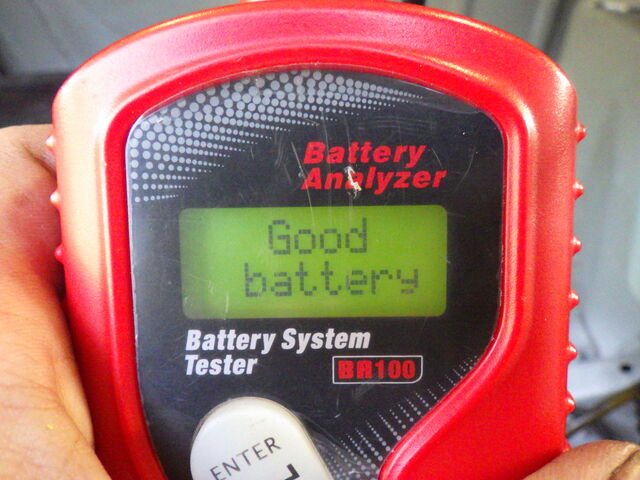 Battery
Analyzer
Good
battery
Battery System
Tester
BR100
ENTER